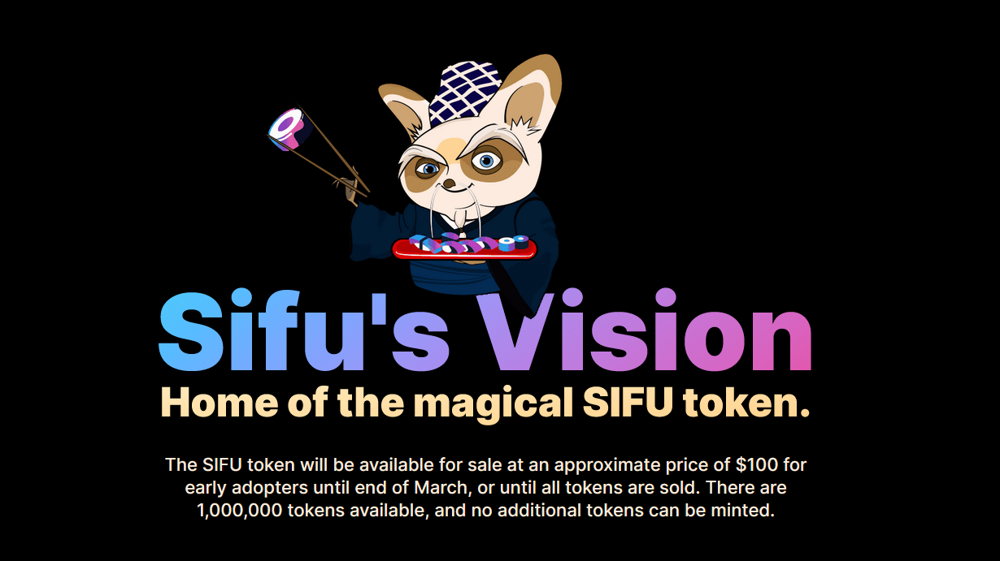 Sifu's Vision
Home of the magical SIFU token.
The SIFU token will be available for sale at an approximate price of $100 for
early adopters until end of March, or until all tokens are sold. There are
1,000,000 tokens available, and no additional tokens can be minted.